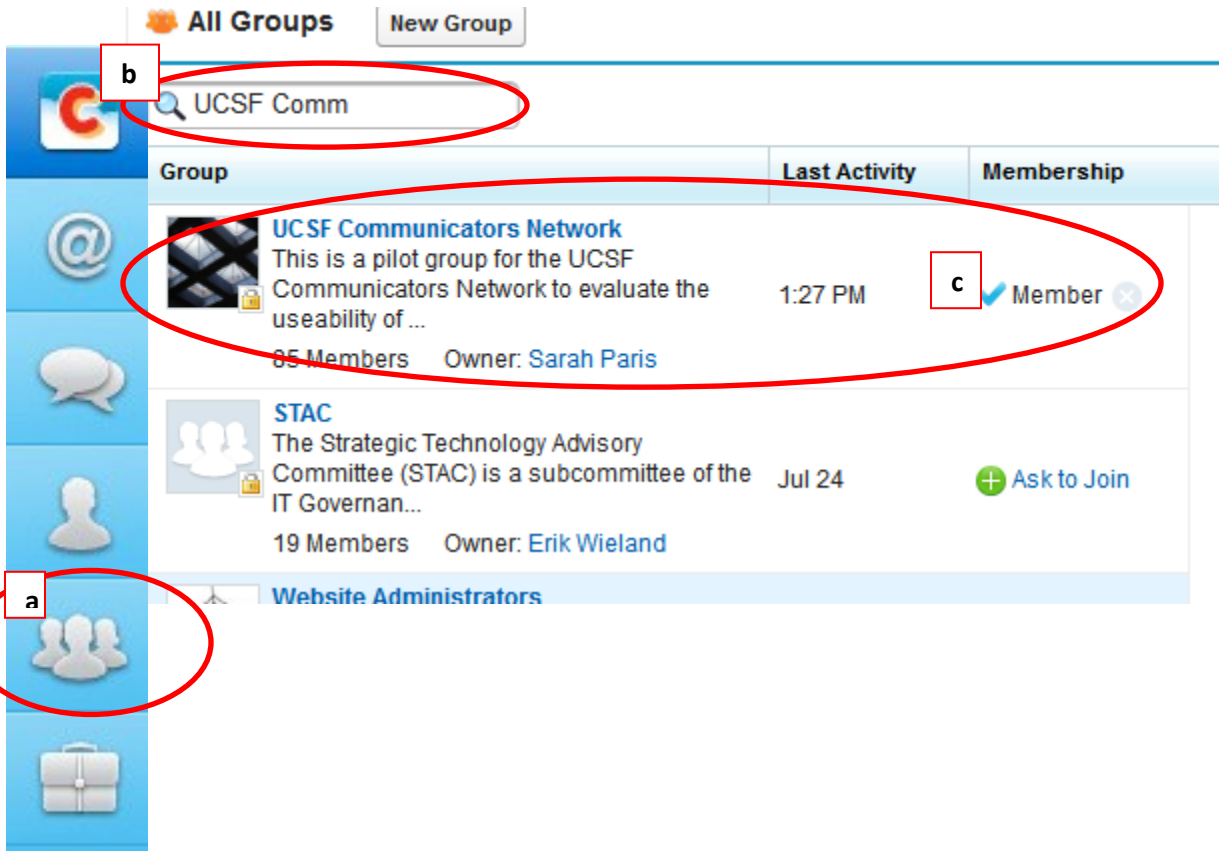 All Groups New Group
b
C
UCSF Comm
Group Last Activity Membership
@
UCSF Communicators Network
This is a pilot group for the UCSF
Communicators Network to evaluate the
useability of ...
1:27 PM
c
Member
85 Members Owner: Sarah Paris
STAC
The Strategic Technology Advisory
Committee (STAC) is a subcommittee of the
IT Governan...
Jul 24
Ask to Join
19 Members Owner: Erik Wieland
a
Website Administrators